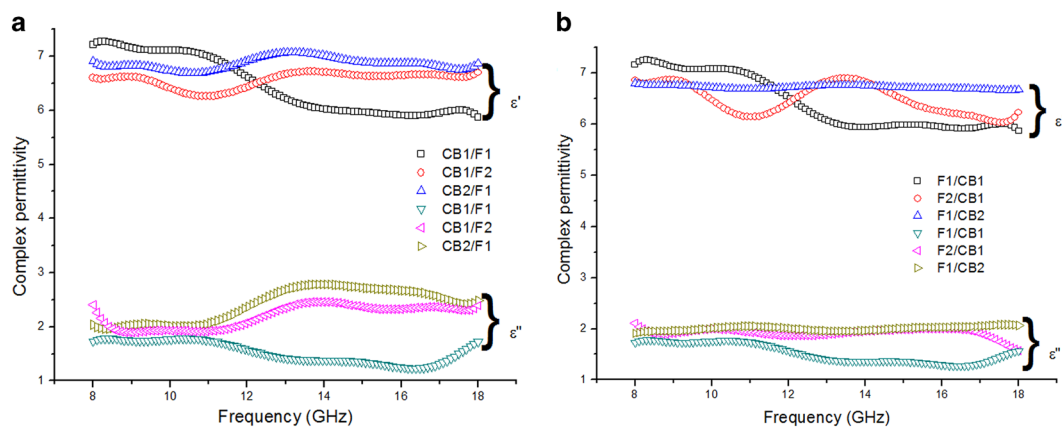 a
Complex permittivity
7
6
5
4
3
2
1
8
10
12
14
16
18
Frequency (GHz)
CB1/F1
CB1/F2
CB2/F1
CB1/F1
CB1/F2
CB2/F1
}
ε'
}
ε"
b
Complex permittivity
7
6
5
4
3
2
1
8
10
12
14
16
18
Frequency (GHz)
F1/CB1
F2/CB1
F1/CB2
F1/CB1
F2/CB1
F1/CB2
}
ε
}
ε"